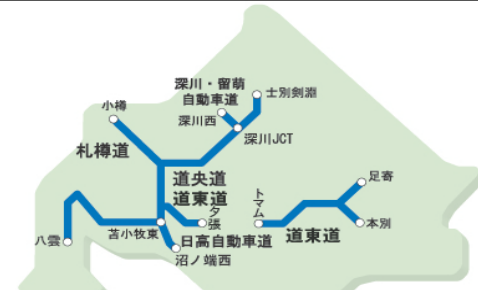 深川・留萌
自動車道
士別剣淵
小樽
深川西
深川JCT
札樽道
道央道
道東道
足寄
トマム
夕張
本別
苫小牧東
日高自動車道
道東道
八雲
沼ノ端西